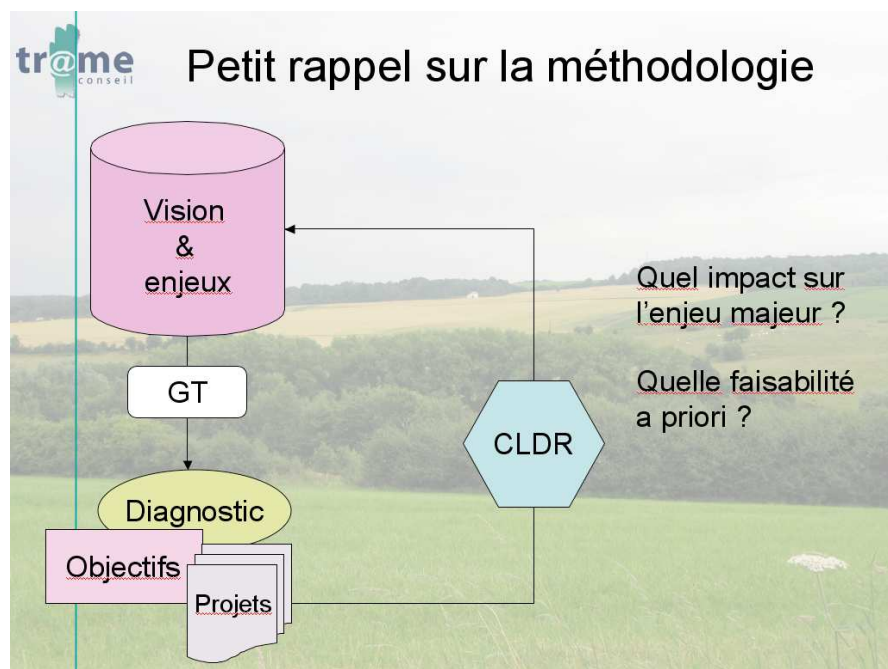 tr@me
conseil
Petit rappel sur la méthodologie
Vision
&
enjeux
GT
Diagnostic
Objectifs
Projets
CLDR
Quel impact sur
l'enjeu majeur ?
Quelle faisabilité
a priori ?